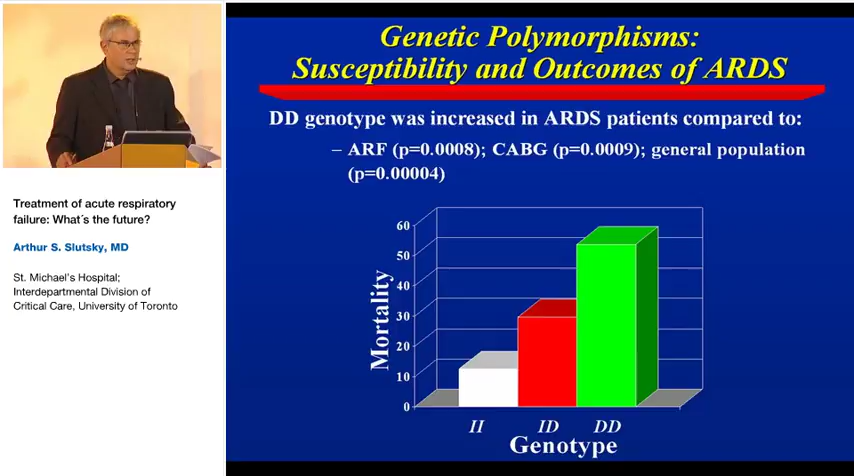 Treatment of acute respiratory
failure: What´s the future?
Arthur S. Slutsky, MD
St. Michael's Hospital;
Interdepartmental Division of
Critical Care, University of Toronto
Genetic Polymorphisms:
Susceptibility and Outcomes of ARDS
DD genotype was increased in ARDS patients compared to:
– ARF (p=0.0008); CABG (p=0.0009); general population
(p=0.00004)
Mortality
60
50
40
30
20
10
0
II ID DD
Genotype